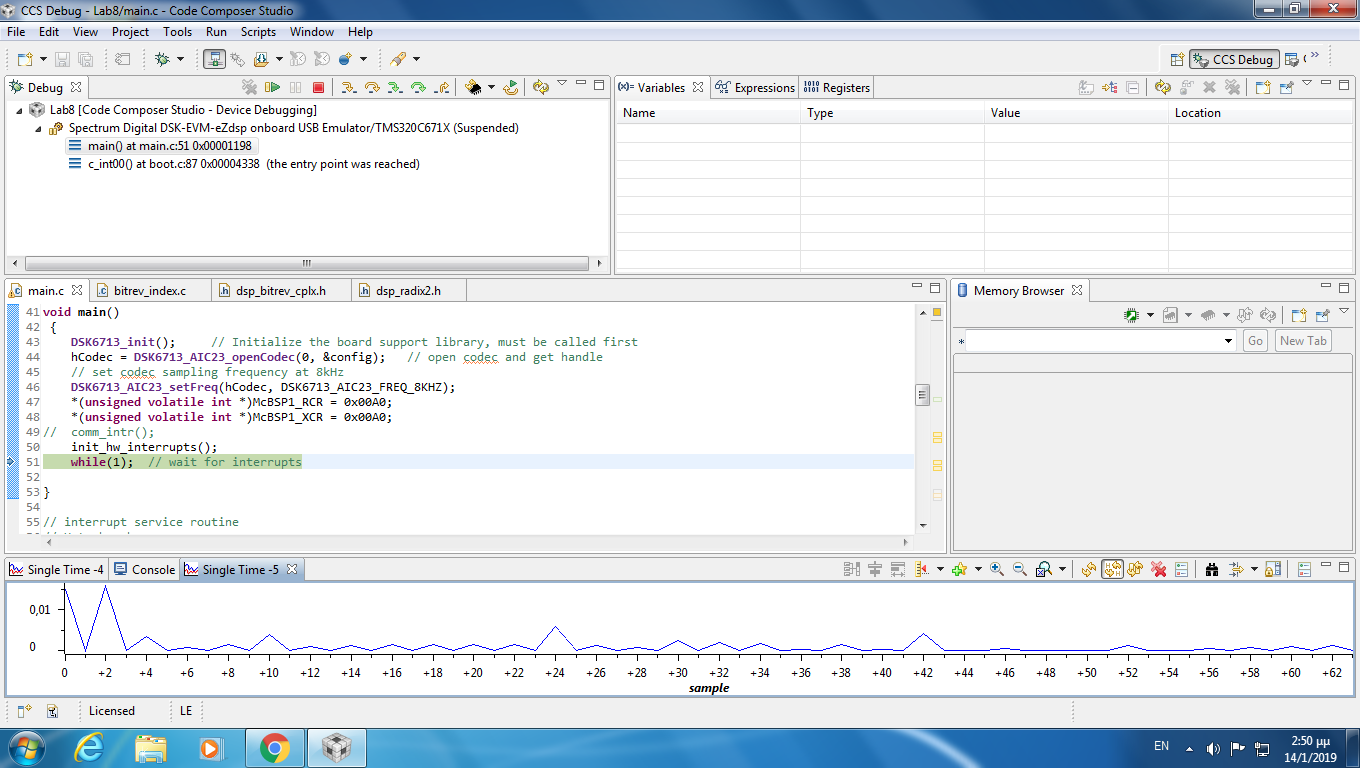 CCS Debug - Lab8/main.c - Code Composer Studio
File Edit View Project Tools Run Scripts Window Help
CCS Debug
Debug
Lab8 [Code Composer Studio - Device Debugging]
Spectrum Digital DSK-EVM-eZdsp onboard USB Emulator/TMS320C671X (Suspended)
main() at main.c:51 0x00001198
c_int00() at boot.c:87 0x00004338 (the entry point was reached)
(x)= Variables Expressions 1010 0101 Registers
Name Type Value Location
main.c bitrev_index.c dsp_bitrev_cplx.h dsp_radix2.h
41 void main()
42 {
43 DSK6713_init(); // Initialize the board support library, must be called first
44 hCodec = DSK6713_AIC23_openCodec(0, &config); // open codec and get handle
45 // set codec sampling frequency at 8kHz
46 DSK6713_AIC23_setFreq(hCodec, DSK6713_AIC23_FREQ_8KHZ);
47 *(unsigned volatile int *)McBSP1_RCR = 0x00A0;
48 *(unsigned volatile int *)McBSP1_XCR = 0x00A0;
49 // comm_intr();
50 init_hw_interrupts();
51 while(1); // wait for interrupts
52
53 }
54
55 // interrupt service routine
Memory Browser
Go New Tab
Single Time -4 Console Single Time -5
0,01
0
0 +2 +4 +6 +8 +10 +12 +14 +16 +18 +20 +22 +24 +26 +28 +30 +32 +34 +36 +38 +40 +42 +44 +46 +48 +50 +52 +54 +56 +58 +60 +62
sample
Licensed LE
EN 2:50 μμ
14/1/2019